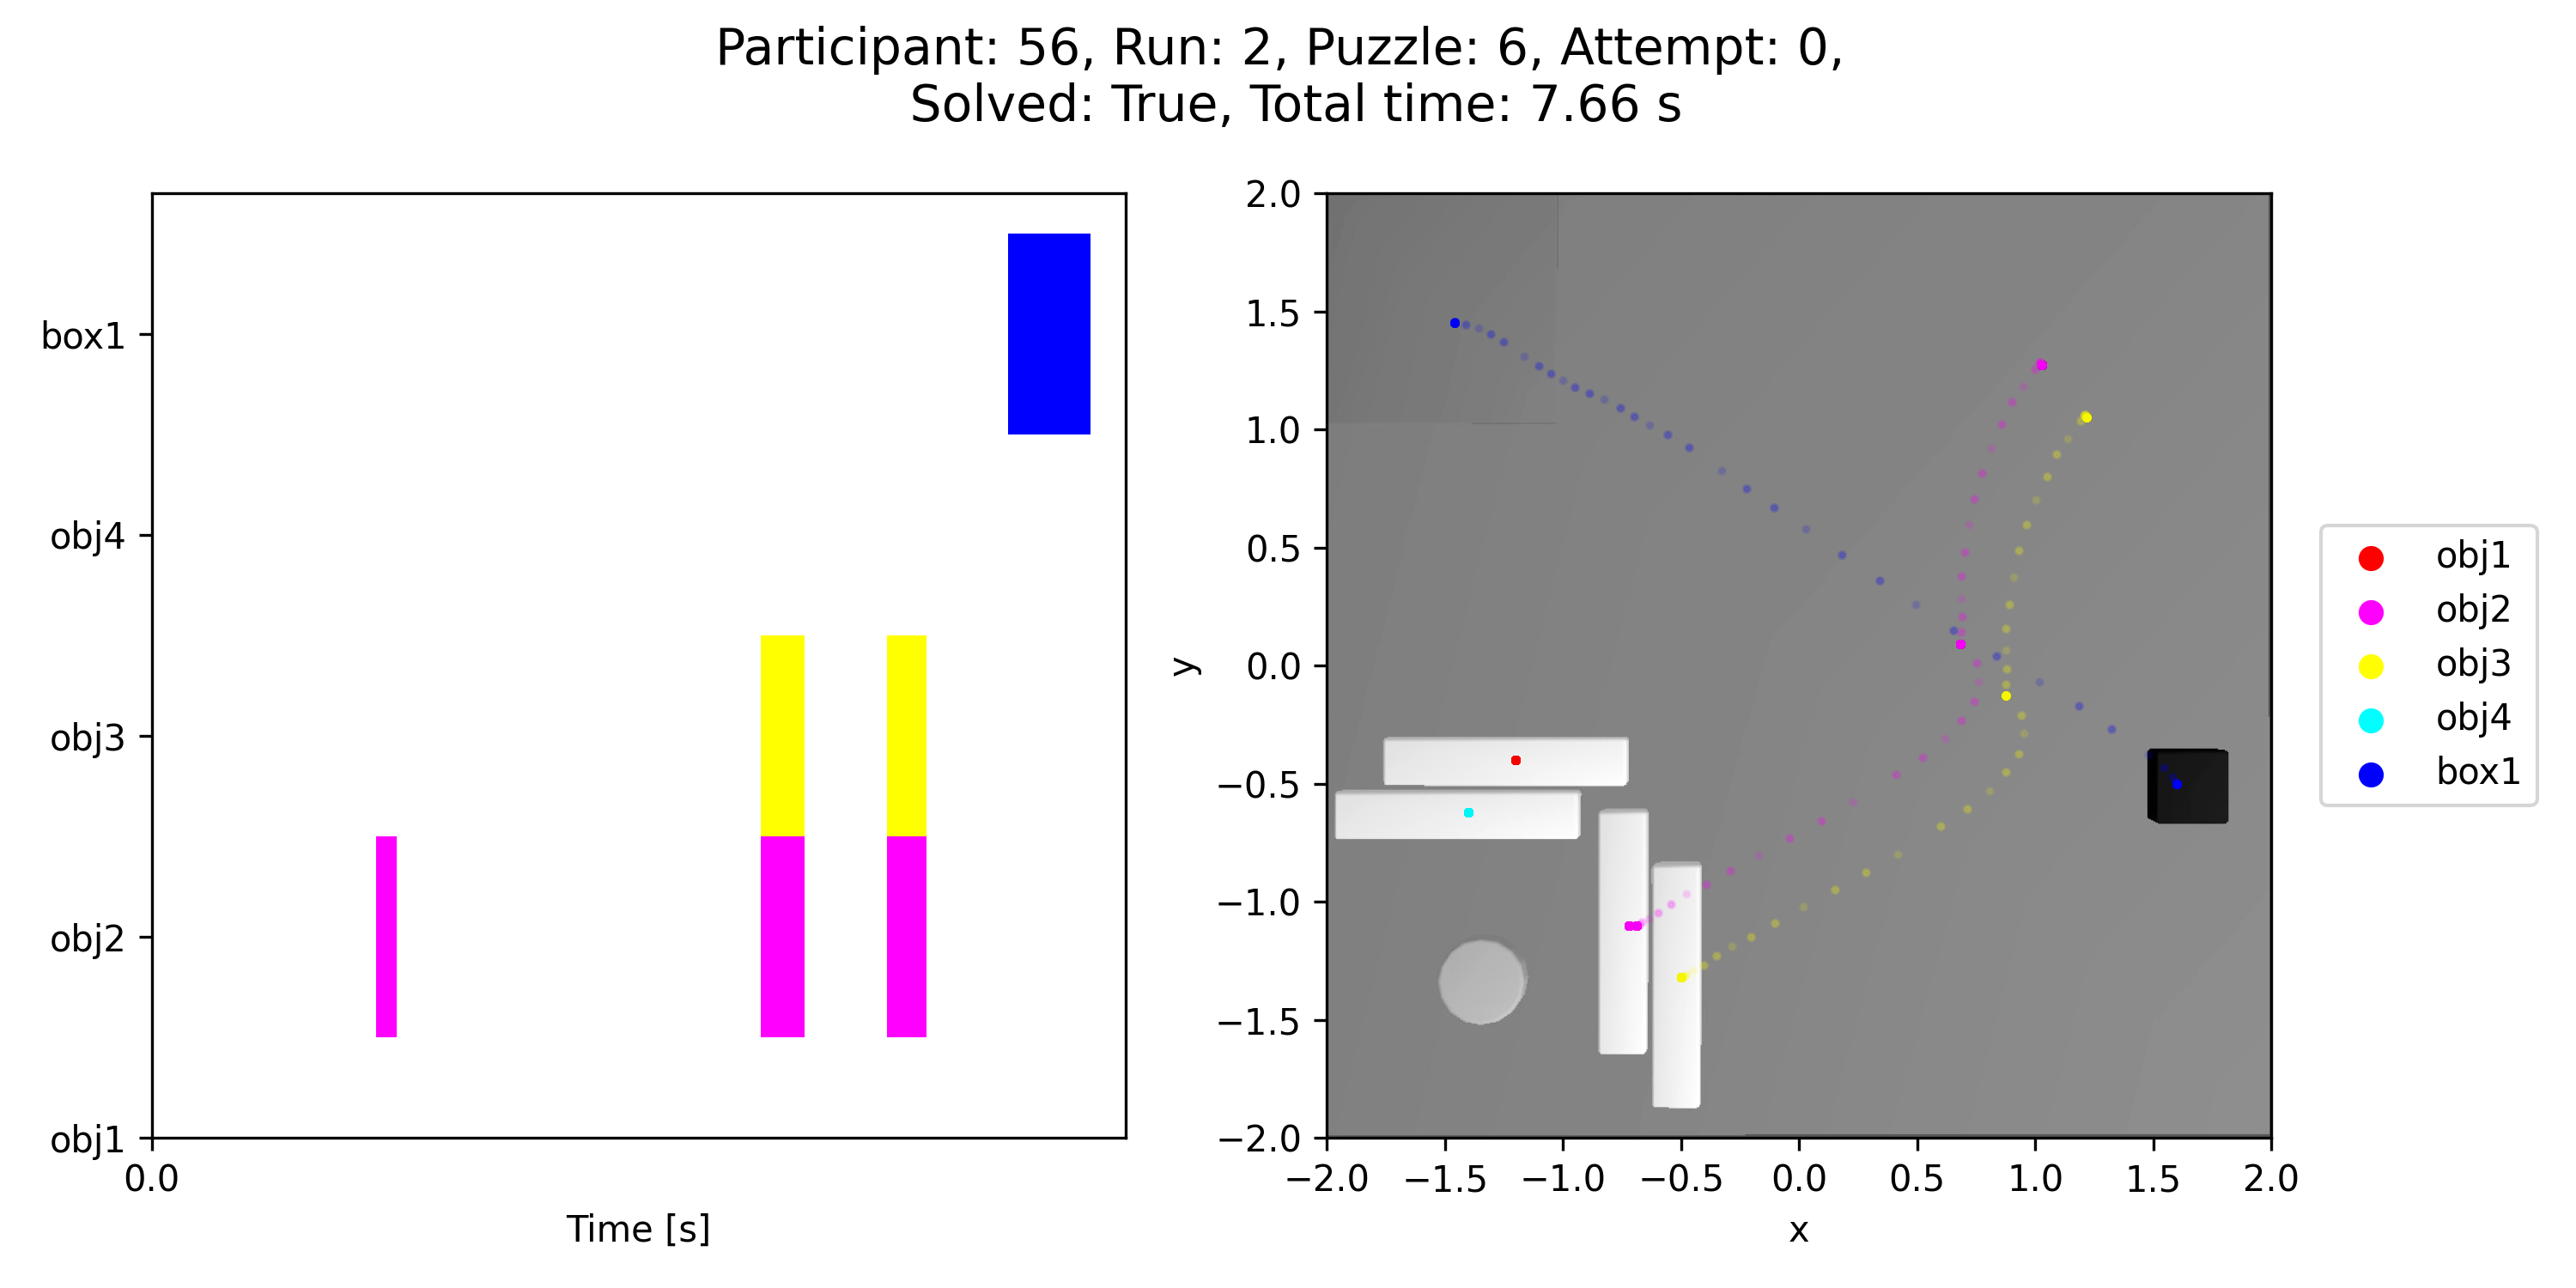 Participant: 56, Run: 2, Puzzle: 6, Attempt: 0,
Solved: True, Total time: 7.66 s
box1
obj4
obj3
obj2
obj1
0.0
Time [s]
2.0
1.5
1.0
0.5
0.0
−0.5
−1.0
−1.5
−2.0
y
−2.0 −1.5 −1.0 −0.5 0.0 0.5 1.0 1.5 2.0
x
obj1
obj2
obj3
obj4
box1